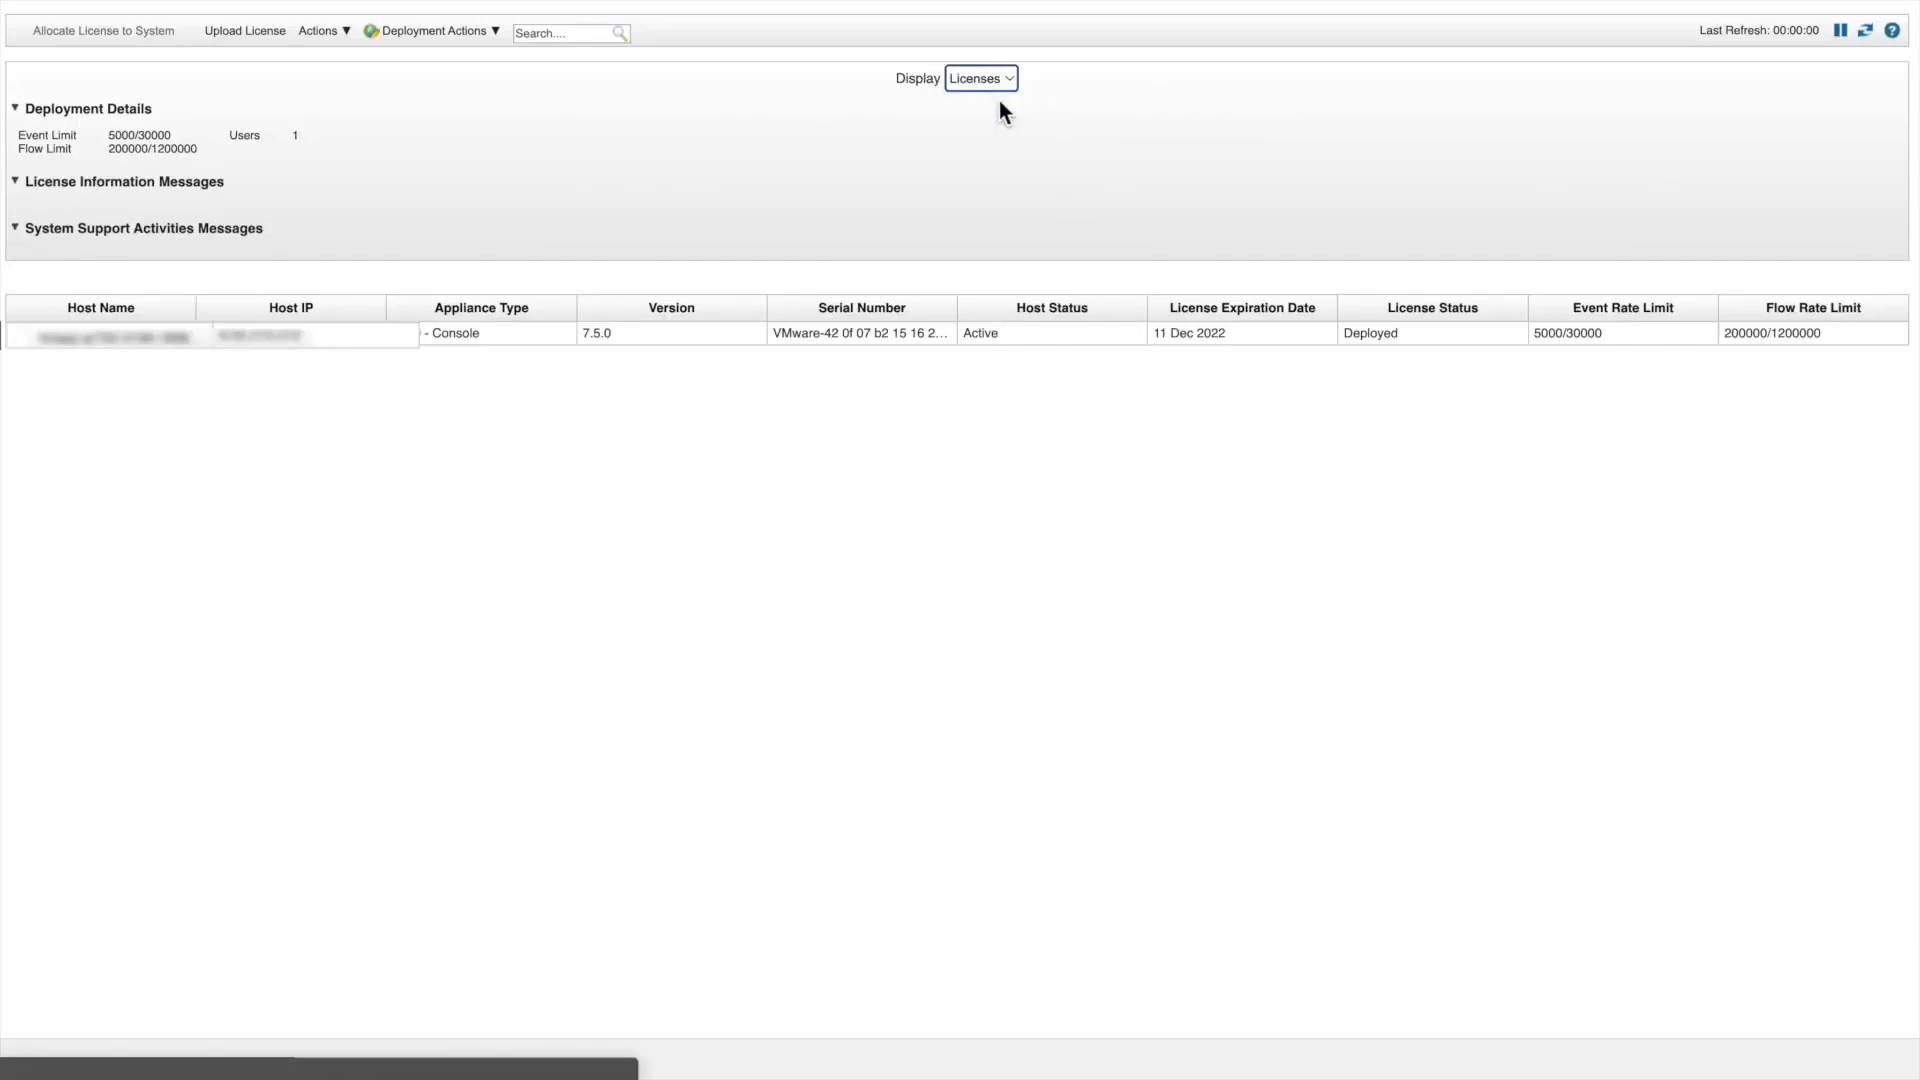 Allocate License to System Upload License Actions ▼ Deployment Actions ▼ Search.... Last Refresh: 00:00:00
Display Licenses
Deployment Details
Event Limit 5000/30000 Users 1
Flow Limit 200000/1200000
License Information Messages
System Support Activities Messages
Host Name Host IP Appliance Type Version Serial Number Host Status License Expiration Date License Status Event Rate Limit Flow Rate Limit
- Console 7.5.0 VMware-42 0f 07 b2 15 16 2... Active 11 Dec 2022 Deployed 5000/30000 200000/1200000